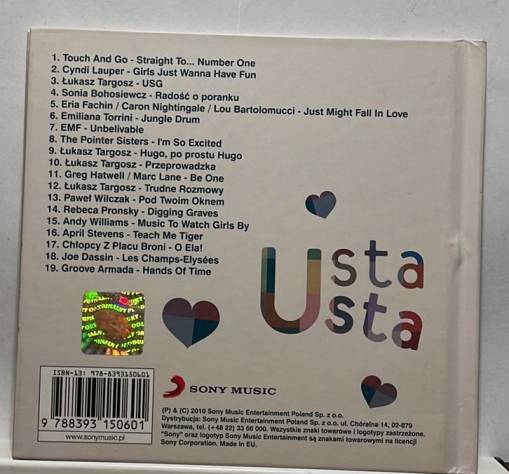 1. Touch And Go - Straight To... Number One
2. Cyndi Lauper - Girls Just Wanna Have Fun
3. Łukasz Targosz - USG
4. Sonia Bohosiewcz - Radość o poranku
5. Eria Fachin / Caron Nightingale / Lou Bartolomucci - Just Might Fall In Love
6. Emiliana Torrini - Jungle Drum
7. EMF - Unbelivable
8. The Pointer Sisters - I'm So Excited
9. Łukasz Targosz - Hugo, po prostu Hugo
10. Łukasz Targosz - Przeprowadzka
11. Greg Hatwell / Marc Lane - Be One
12. Łukasz Targosz - Trudne Rozmowy
13. Paweł Wilczak - Pod Twoim Oknem
14. Rebeca Pronsky - Digging Graves
15. Andy Williams - Music To Watch Girls By
16. April Stevens - Teach Me Tiger
17. Chłopcy Z Placu Broni - O Ela!
18. Joe Dassin - Les Champs-Elysées
19. Groove Armada - Hands Of Time
Usta
Usta
ISBN-13: 978-8393150601
9 788393 150601
www.sonymusic.pl
SONY MUSIC
(P) & (C) 2010 Sony Music Entertainment Poland Sp. z o.o.
Dystrybucja: Sony Music Entertainment Poland Sp. z o.o. ul. Chóralna 14, 02-879
Warszawa, tel. (+48 22) 33 66 000. Wszystkie znaki towarowe i logotypy zastrzeżone.
"Sony" oraz logotyp Sony Music Entertainment są znakami towarowymi na licencji
Sony Corporation. Made in EU.